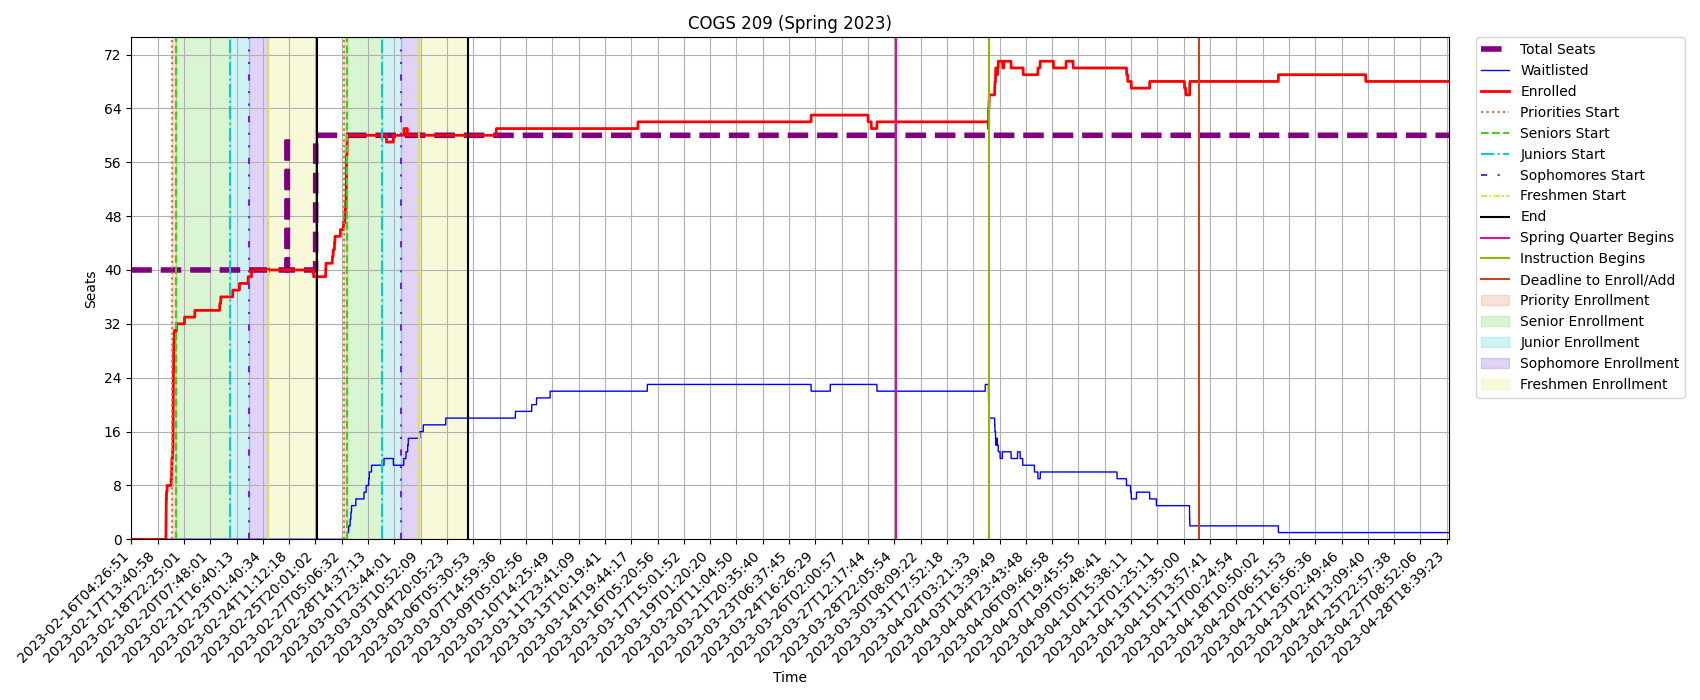 COGS 209 (Spring 2023)
Seats
72
64
56
48
40
32
24
16
8
0
2023-02-16T04:26:51
2023-02-17T13:40:58
2023-02-18T22:25:01
2023-02-20T07:48:01
2023-02-21T16:40:13
2023-02-23T01:40:34
2023-02-24T11:12:18
2023-02-25T20:01:02
2023-02-27T05:06:32
2023-02-28T14:37:13
2023-03-01T23:44:01
2023-03-03T10:52:09
2023-03-04T20:05:23
2023-03-06T05:30:53
2023-03-07T14:59:36
2023-03-09T05:02:56
2023-03-10T14:25:49
2023-03-11T23:41:09
2023-03-13T10:19:41
2023-03-14T19:44:17
2023-03-16T05:20:56
2023-03-17T15:01:52
2023-03-19T01:20:20
2023-03-20T11:04:50
2023-03-21T20:35:40
2023-03-23T06:37:45
2023-03-24T16:26:29
2023-03-26T02:00:57
2023-03-27T12:17:44
2023-03-28T22:05:54
2023-03-30T08:09:22
2023-03-31T17:52:18
2023-04-02T03:21:33
2023-04-03T13:39:49
2023-04-04T23:43:48
2023-04-06T09:46:58
2023-04-07T19:45:55
2023-04-09T05:48:41
2023-04-10T15:38:11
2023-04-12T01:25:11
2023-04-13T11:35:00
2023-04-15T13:57:41
2023-04-17T00:24:54
2023-04-18T10:50:02
2023-04-20T06:51:53
2023-04-21T16:56:36
2023-04-23T02:49:46
2023-04-24T13:09:40
2023-04-25T22:57:38
2023-04-27T08:52:06
2023-04-28T18:39:23
Time
Total Seats
Waitlisted
Enrolled
Priorities Start
Seniors Start
Juniors Start
Sophomores Start
Freshmen Start
End
Spring Quarter Begins
Instruction Begins
Deadline to Enroll/Add
Priority Enrollment
Senior Enrollment
Junior Enrollment
Sophomore Enrollment
Freshmen Enrollment